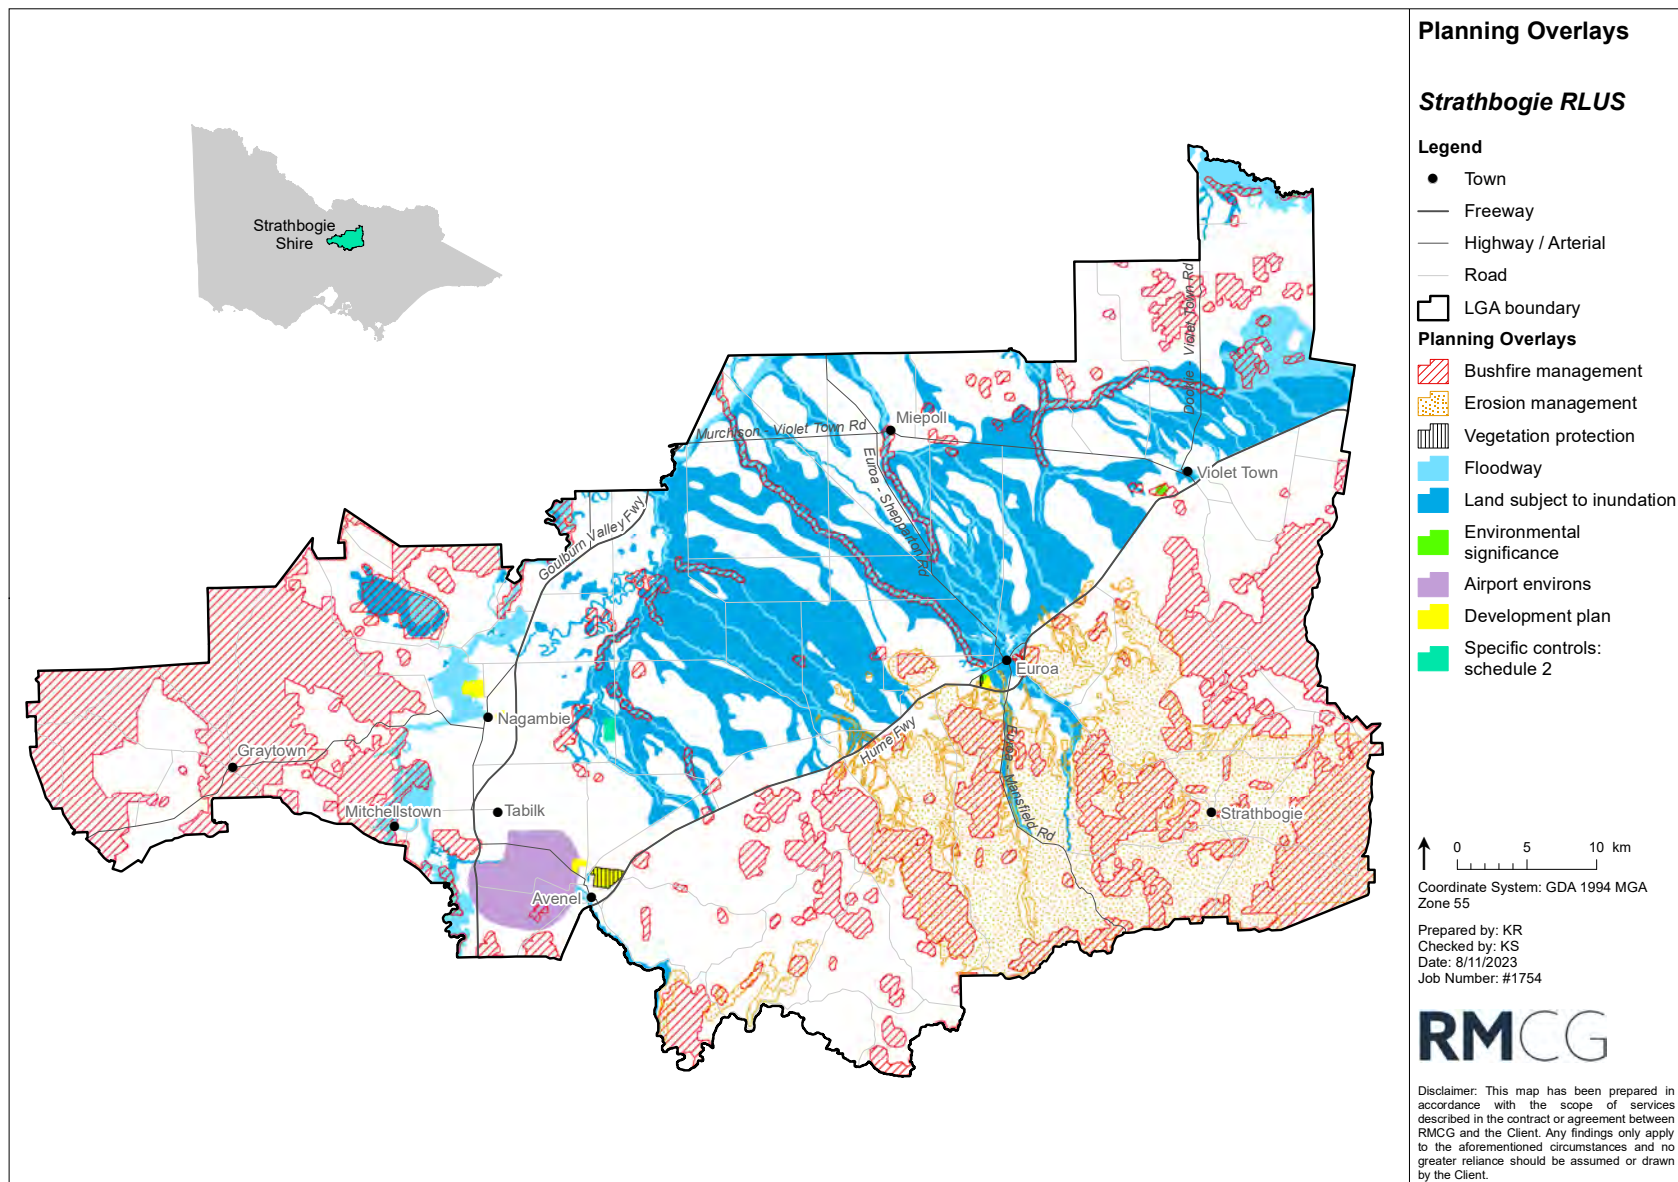 Planning Overlays
Strathbogie RLUS
Legend
Town
Freeway
Highway / Arterial
Road
LGA boundary
Planning Overlays
Bushfire management
Erosion management
Vegetation protection
Floodway
Land subject to inundation
Environmental
significance
Airport environs
Development plan
Specific controls:
schedule 2
0 5 10 km
Coordinate System: GDA 1994 MGA
Zone 55
Prepared by: KR
Checked by: KS
Date: 8/11/2023
Job Number: #1754
RMCG
Disclaimer: This map has been prepared in
accordance with the scope of services
described in the contract or agreement between
RMCG and the Client. Any findings only apply
to the aforementioned circumstances and no
greater reliance should be assumed or drawn
by the Client.
Strathbogie
Shire
Dookie - Violet Town Rd
Miepoll
Murchison - Violet Town Rd
Euroa - Shepparton Rd
Violet Town
Goulburn Valley Fwy
Euroa
Nagambie
Hume Fwy
Graytown
Euroa - Mansfield Rd
Mitchellstown
Tabilk
Strathbogie
Avenel